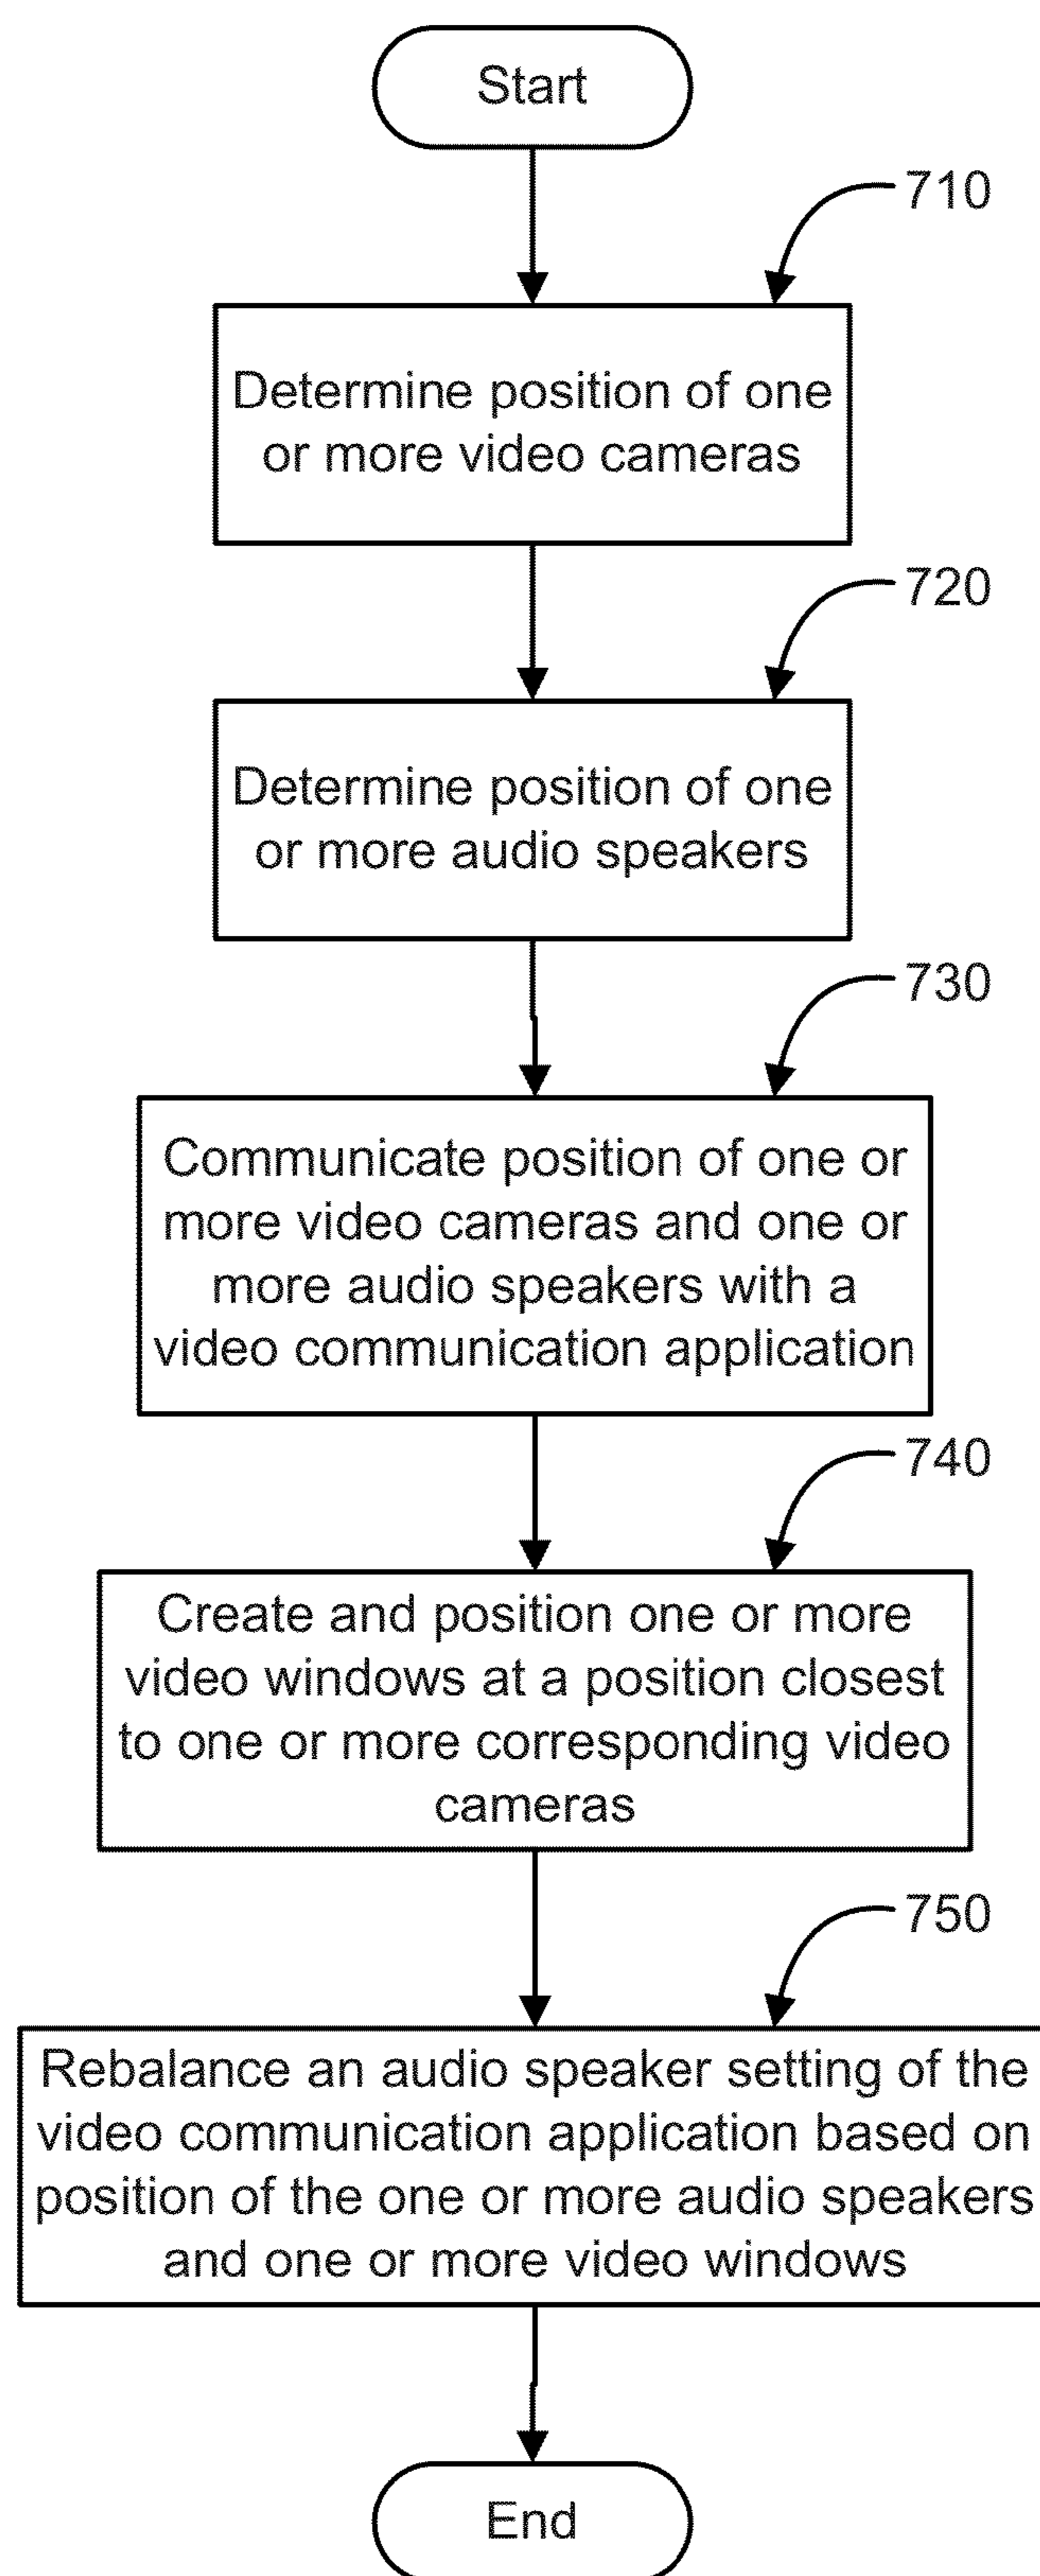 Start
710
Determine position of one
or more video cameras
720
Determine position of one
or more audio speakers
730
Communicate position of one or
more video cameras and one or
more audio speakers with a
video communication application
740
Create and position one or more
video windows at a position closest
to one or more corresponding video
cameras
750
Rebalance an audio speaker setting of the
video communication application based on
position of the one or more audio speakers
and one or more video windows
End